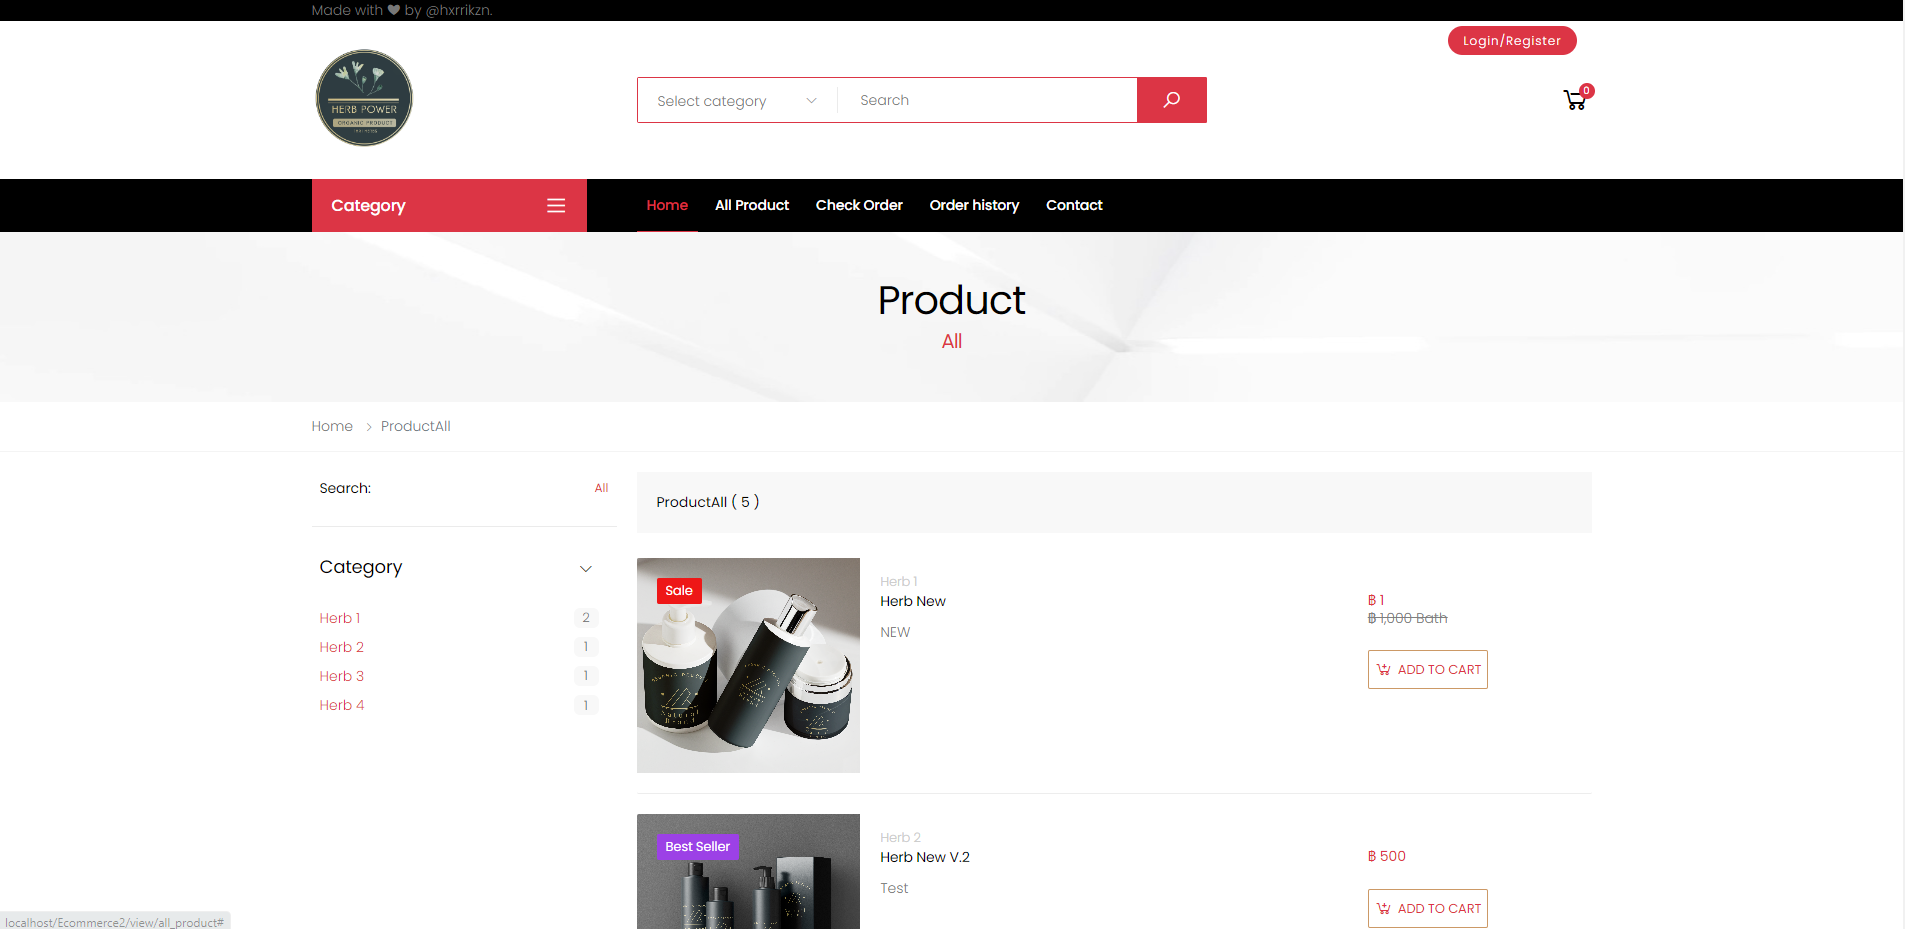 Made with ♥ by @hxrrikzn.
Login/Register
HERB POWER
ORGANIC PRODUCT
Select category
Search
0
Category
Home
All Product
Check Order
Order history
Contact
Product
All
Home > ProductAll
Search:
All
ProductAll ( 5 )
Category
Herb 1
2
Herb 2
1
Herb 3
1
Herb 4
1
Sale
Natural
Brand
Herb 1
Herb New
NEW
฿ 1
฿ 1,000 Bath
ADD TO CART
Best Seller
Herb 2
Herb New V.2
Test
฿ 500
ADD TO CART
localhost/Ecommerce2/view/all_product#